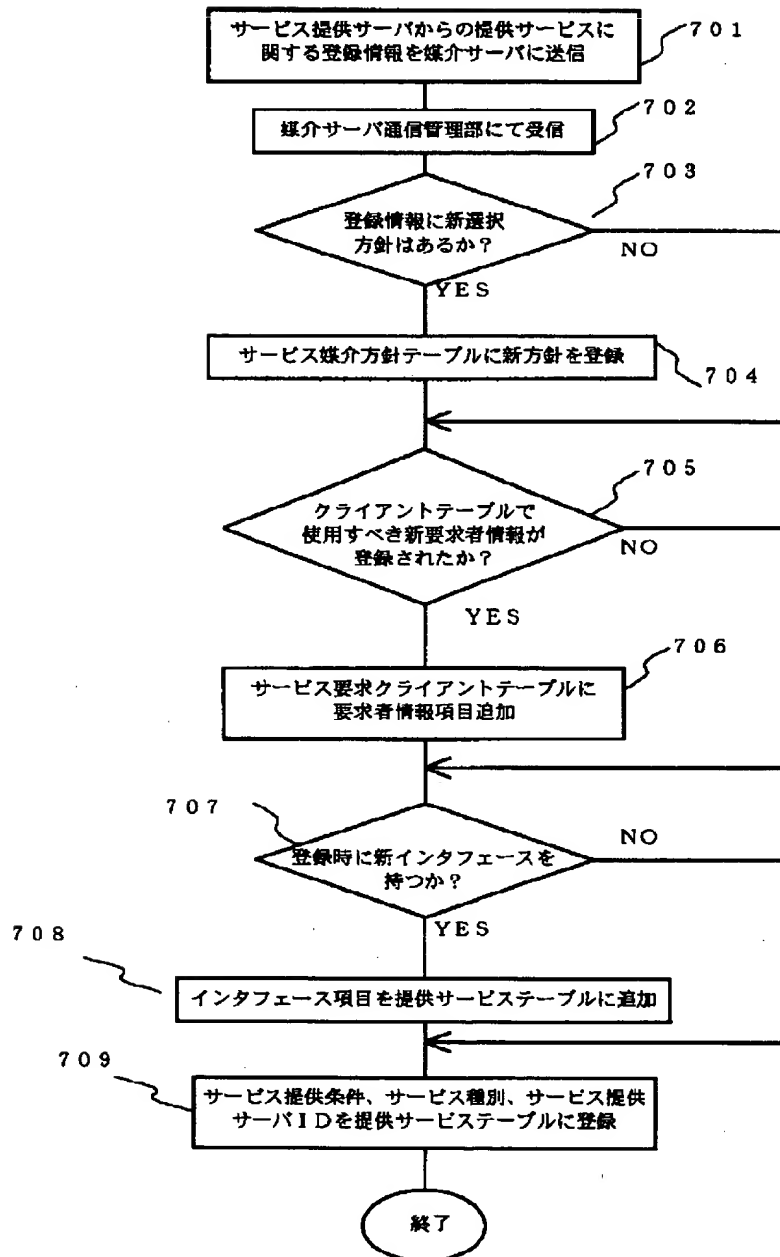 サービス提供サーバからの提供サービスに
関する登録情報を媒介サーバに送信
701
媒介サーバ通信管理部にて受信
702
登録情報に新選択
方針はあるか？
703
NO
YES
サービス媒介方針テーブルに新方針を登録
704
クライアントテーブルで
使用すべき新要求者情報が
登録されたか？
705
NO
YES
サービス要求クライアントテーブルに
要求者情報項目追加
706
707
登録時に新インタフェースを
持つか？
NO
YES
708
インタフェース項目を提供サービステーブルに追加
709
サービス提供条件、サービス種別、サービス提供
サーバＩＤを提供サービステーブルに登録
終了